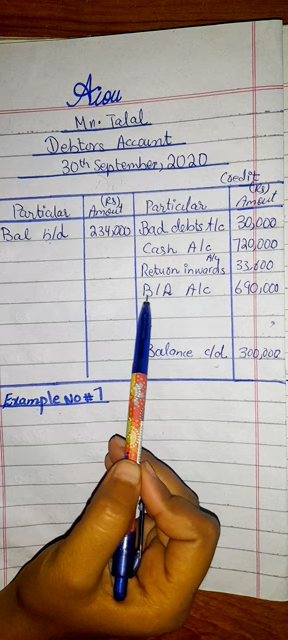 Aiou
Mr. Talal
Debtors Account
30th September, 2020
Credit
Particular (Rs) Amout Particular (Rs) Amount
Bal b/d 234,000 Bad debts A/c 30,000
Cash A/c 720,000
Return inwards A/c 33,600
B/R A/c 690,000
?
Balance c/d 300,000
Example No # 7